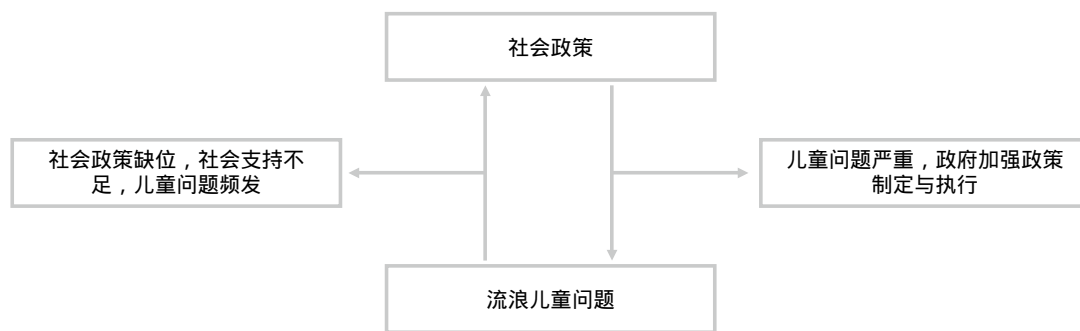 社会政策
社会政策缺位，社会支持不
足，儿童问题频发
儿童问题严重，政府加强政策
制定与执行
流浪儿童问题